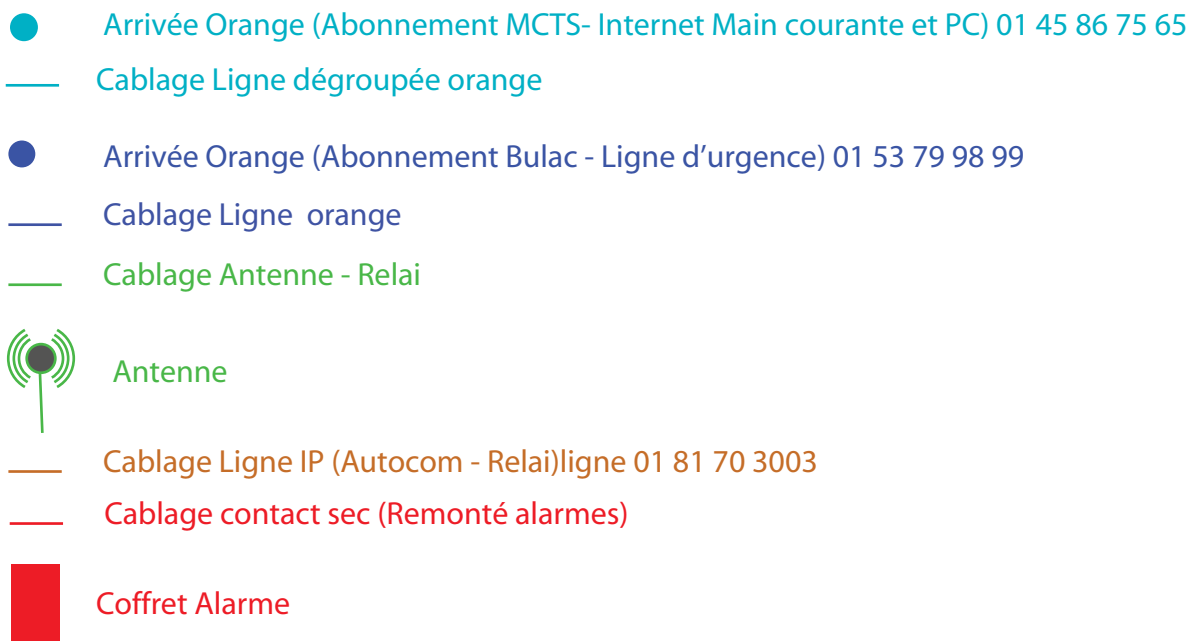 Arrivée Orange (Abonnement MCTS- Internet Main courante et PC) 01 45 86 75 65
Cablage Ligne dégroupée orange
Arrivée Orange (Abonnement Bulac - Ligne d'urgence) 01 53 79 98 99
Cablage Ligne  orange
Cablage Antenne - Relai
Antenne
Cablage Ligne IP (Autocom - Relai)ligne 01 81 70 3003
Cablage contact sec (Remonté alarmes)
Coffret Alarme